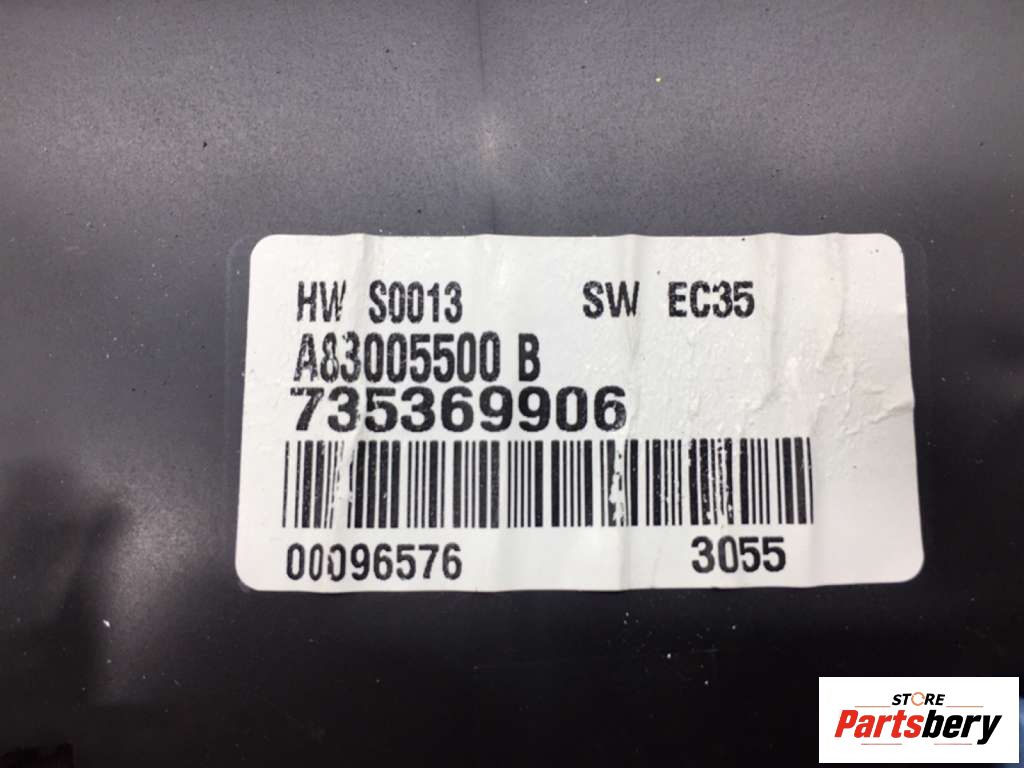 HW S0013 SW EC35
A83005500 B
735369906
00096576 3055
STORE
Partsbery